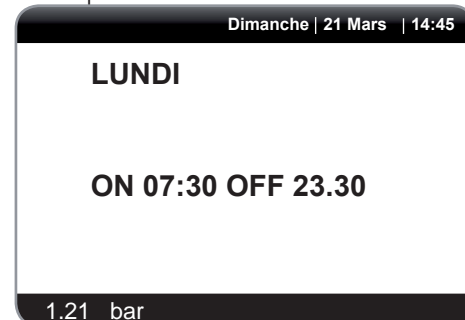 Dimanche | 21 Mars | 14:45
LUNDI
ON 07:30 OFF 23.30
1.21 bar